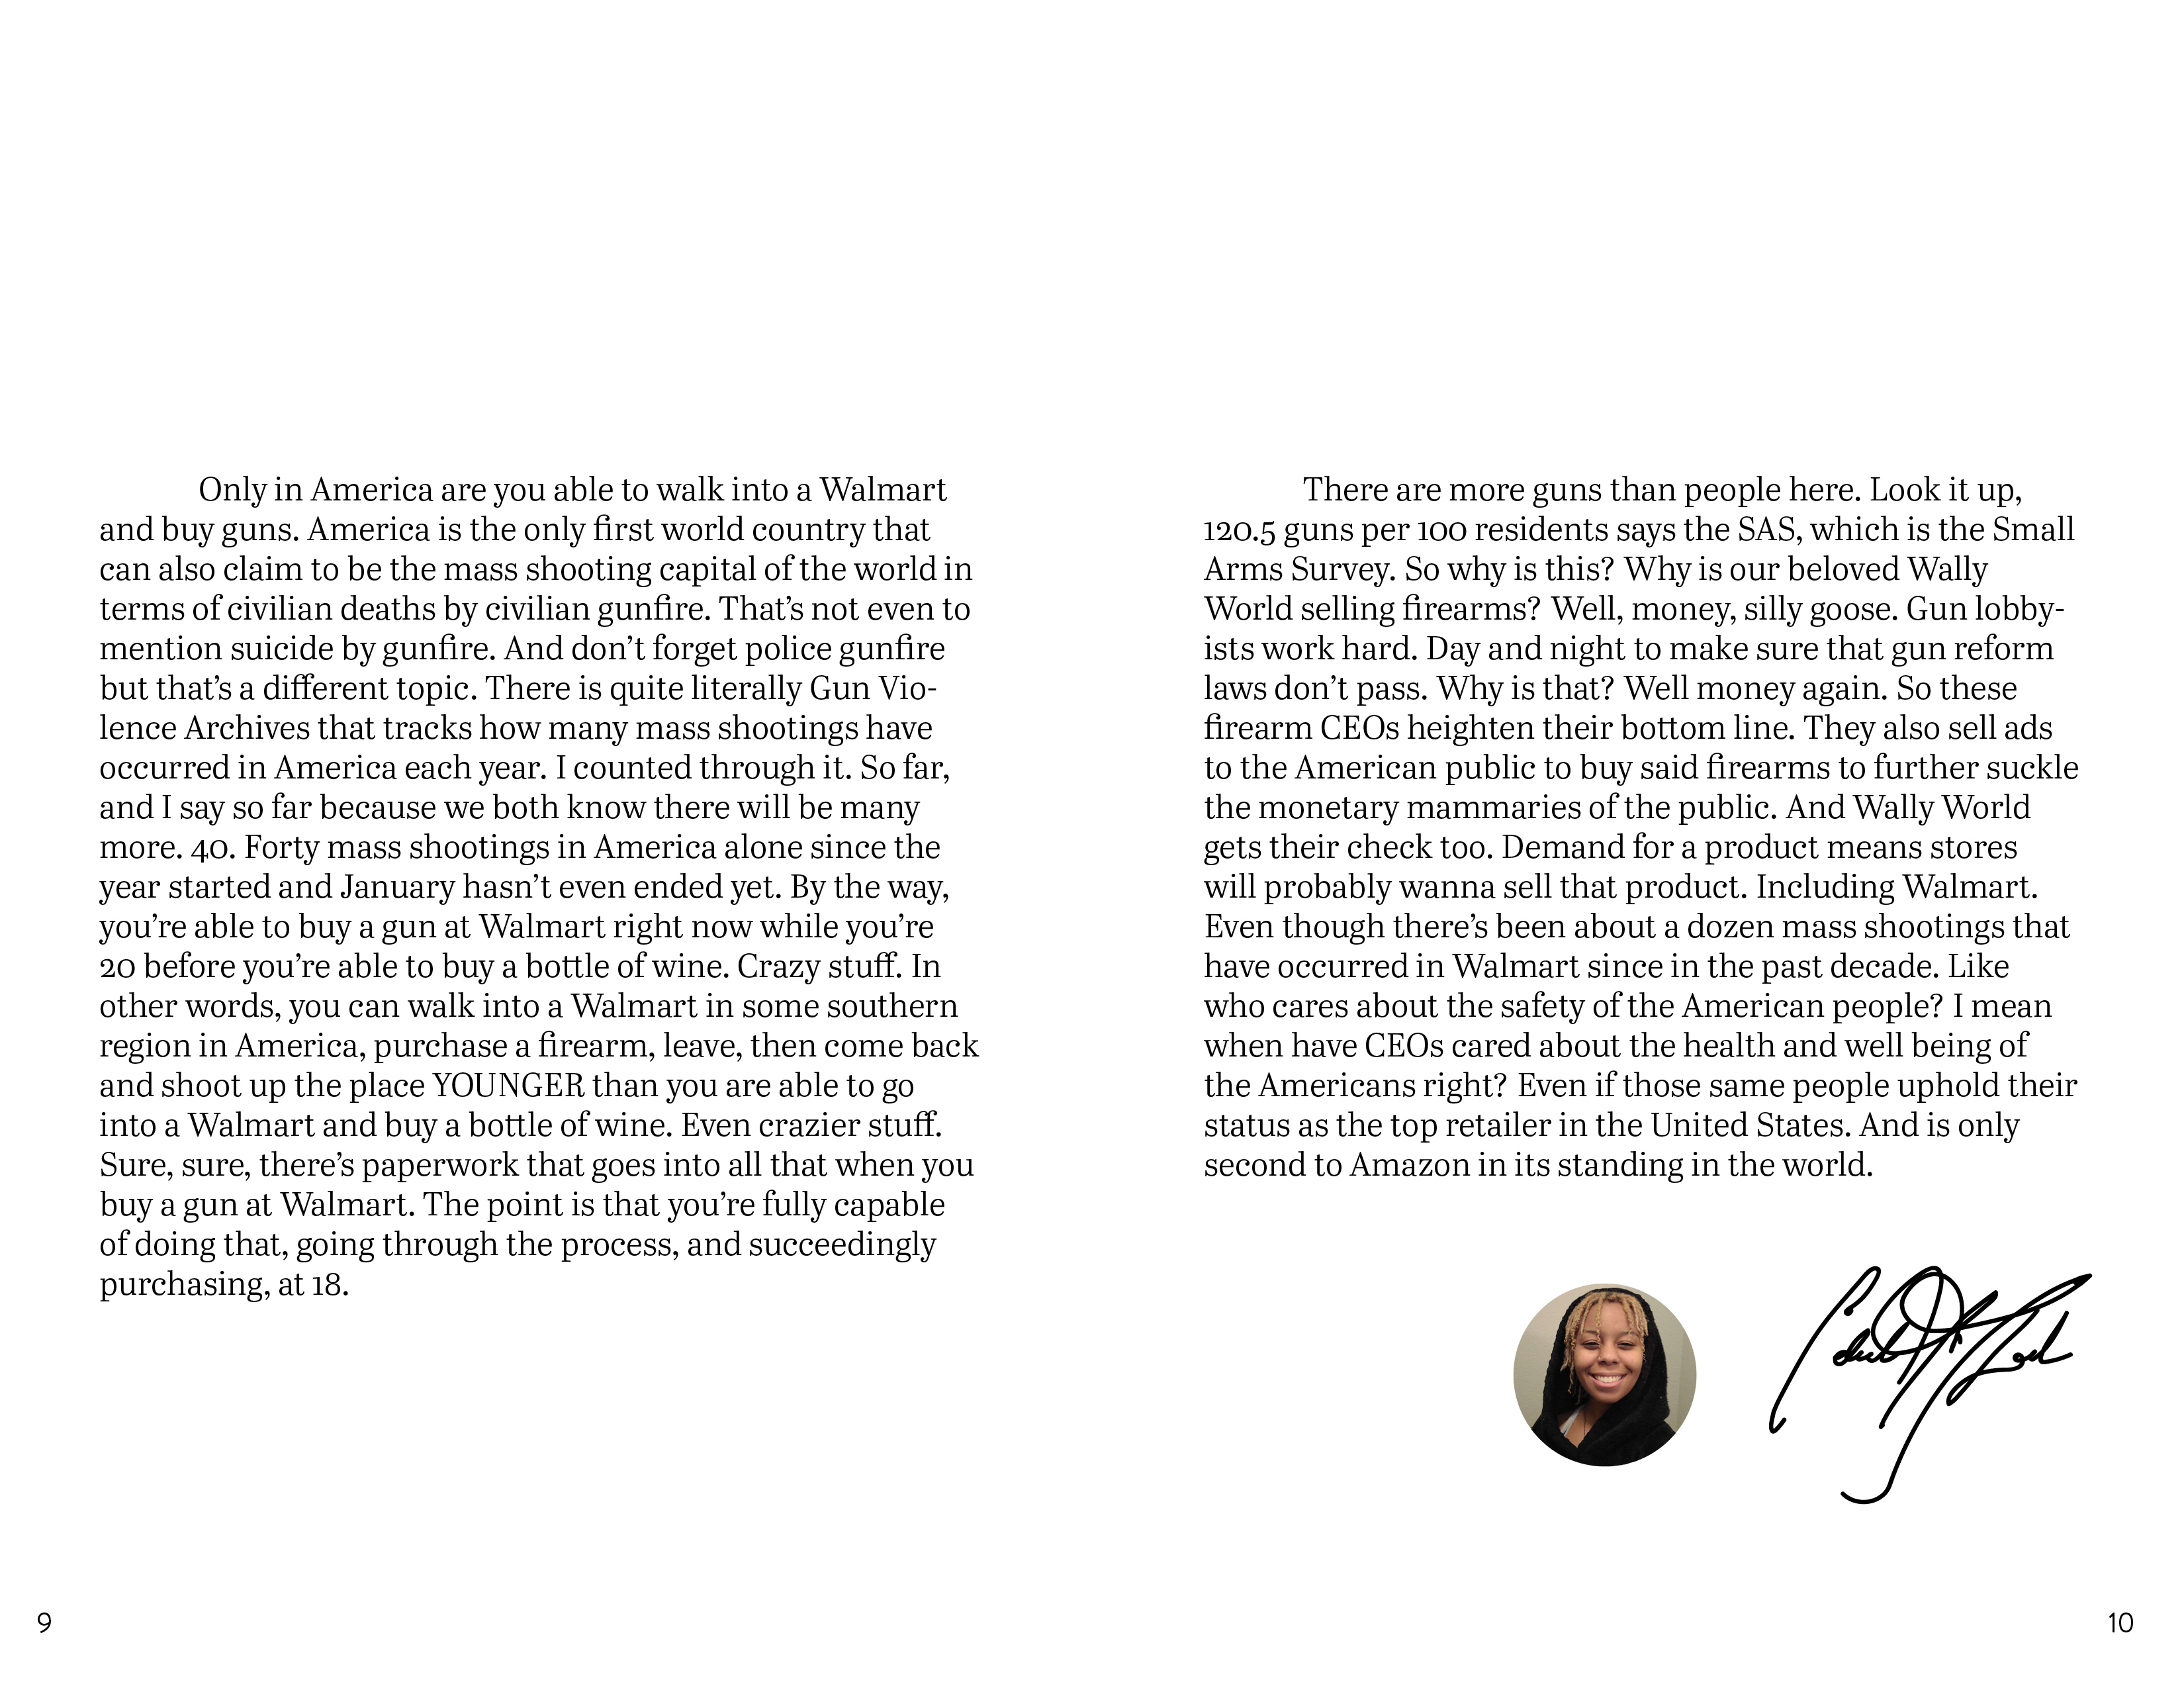 Only in America are you able to walk into a Walmart
and buy guns. America is the only first world country that
can also claim to be the mass shooting capital of the world in
terms of civilian deaths by civilian gunfire. That’s not even to
mention suicide by gunfire. And don’t forget police gunfire
but that’s a different topic. There is quite literally Gun Vio-
lence Archives that tracks how many mass shootings have
occurred in America each year. I counted through it. So far,
and I say so far because we both know there will be many
more. 40. Forty mass shootings in America alone since the
year started and January hasn’t even ended yet. By the way,
you’re able to buy a gun at Walmart right now while you’re
20 before you’re able to buy a bottle of wine. Crazy stuff. In
other words, you can walk into a Walmart in some southern
region in America, purchase a firearm, leave, then come back
and shoot up the place YOUNGER than you are able to go
into a Walmart and buy a bottle of wine. Even crazier stuff.
Sure, sure, there’s paperwork that goes into all that when you
buy a gun at Walmart. The point is that you’re fully capable
of doing that, going through the process, and succeedingly
purchasing, at 18.
9
There are more guns than people here. Look it up,
120.5 guns per 100 residents says the SAS, which is the Small
Arms Survey. So why is this? Why is our beloved Wally
World selling firearms? Well, money, silly goose. Gun lobby-
ists work hard. Day and night to make sure that gun reform
laws don’t pass. Why is that? Well money again. So these
firearm CEOs heighten their bottom line. They also sell ads
to the American public to buy said firearms to further suckle
the monetary mammaries of the public. And Wally World
gets their check too. Demand for a product means stores
will probably wanna sell that product. Including Walmart.
Even though there’s been about a dozen mass shootings that
have occurred in Walmart since in the past decade. Like
who cares about the safety of the American people? I mean
when have CEOs cared about the health and well being of
the Americans right? Even if those same people uphold their
status as the top retailer in the United States. And is only
second to Amazon in its standing in the world.
10